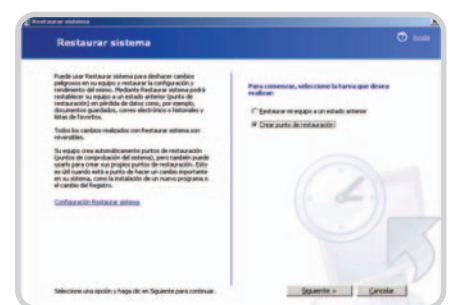 Restaurar sistema
Restaurar sistema
Ayuda
Puede usar Restaurar sistema para deshacer cambios
peligrosos en su equipo y restaurar la configuración y
rendimiento del mismo. Mediante Restaurar sistema podrá
restablecer su equipo a un estado anterior (punto de
restauración) sin pérdida de datos como, por ejemplo,
documentos guardados, correo electrónico o historiales y
listas de favoritos.
Todos los cambios realizados con Restaurar sistema son
reversibles.
Su equipo crea automáticamente puntos de restauración
(puntos de comprobación del sistema), pero también puede
usarlo para crear sus propios puntos de restauración. Esto
es útil cuando está a punto de hacer un cambio importante
en su sistema, como la instalación de un nuevo programa o
el cambio del Registro.
Configuración Restaurar sistema
Para comenzar, seleccione la tarea que desea
realizar:
Restaurar mi equipo a un estado anterior
Crear punto de restauración
Seleccione una opción y haga clic en Siguiente para continuar.
Siguiente >
Cancelar